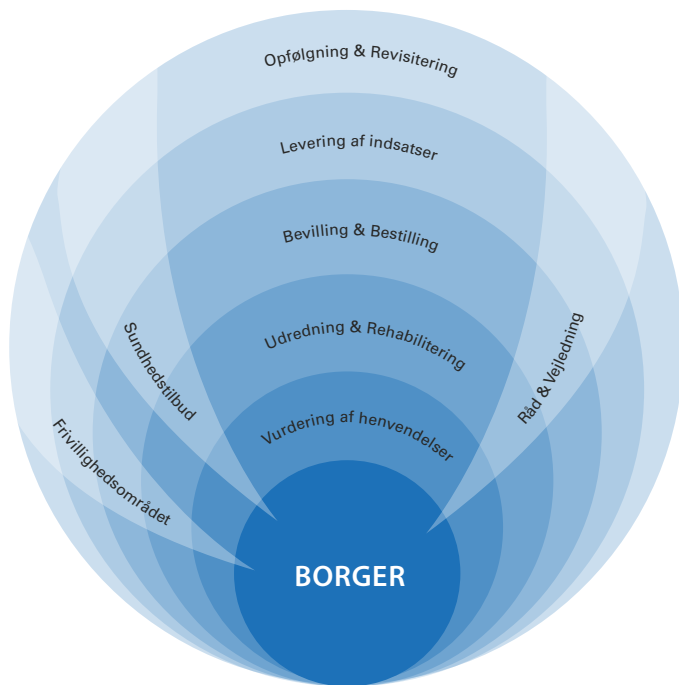 Opfølgning & Revisitering
Levering af indsatser
Bevilling & Bestilling
Udredning & Rehabilitering
Vurdering af henvendelser
Sundhedstilbud
Frivillighedsområdet
Råd & Vejledning
BORGER